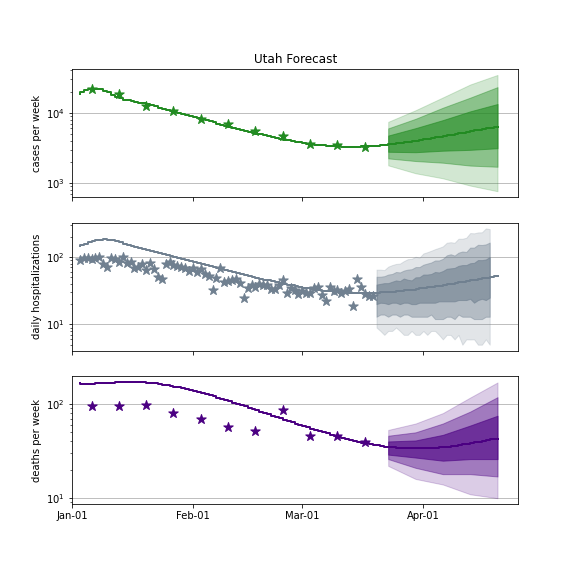 Utah Forecast
cases per week
10⁴
10³
daily hospitalizations
10²
10¹
deaths per week
10²
10¹
Jan-01 Feb-01 Mar-01 Apr-01